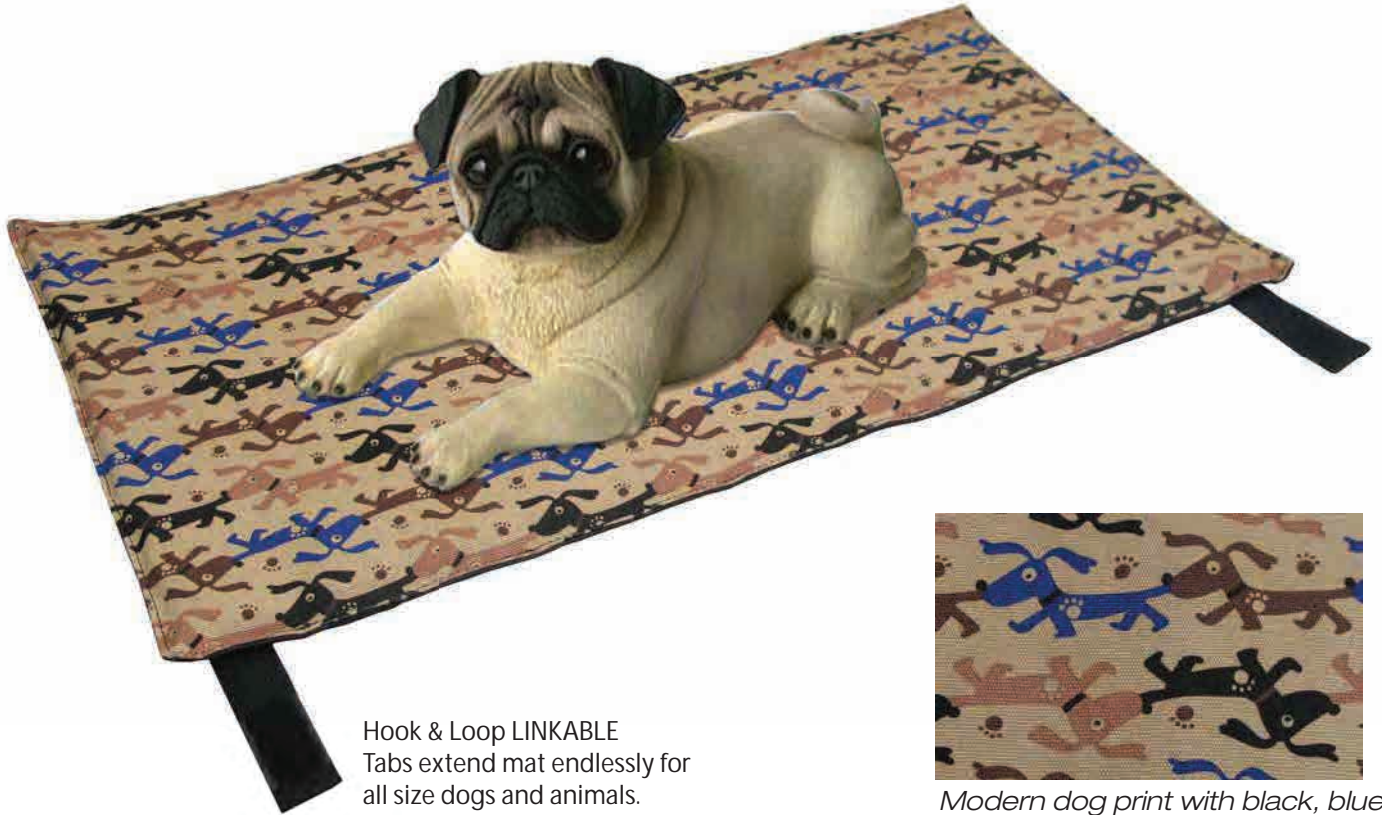 Hook & Loop LINKABLE
Tabs extend mat endlessly for
all size dogs and animals.
Modern dog print with black, blue